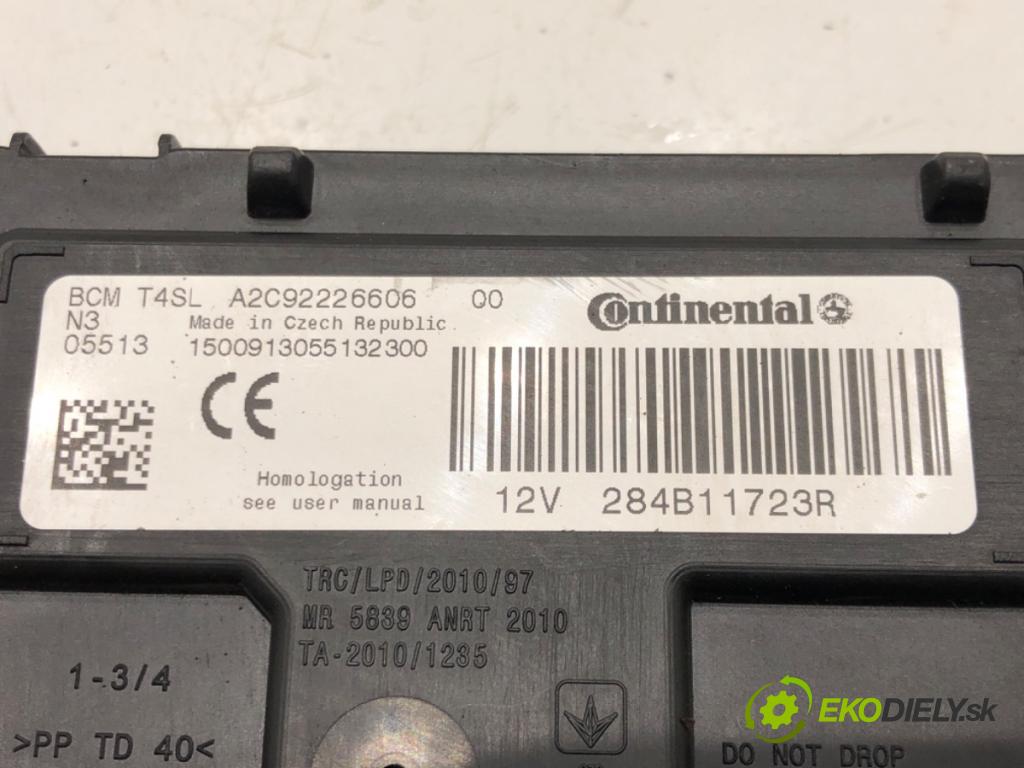 BCM T4SL A2C92226606 00
Continental
N3 Made in Czech Republic
05513 1500913055132300
CE
Homologation
see user manual
12V 284B11723R
TRC/LPD/2010/97
MR 5839 ANRT 2010
TA-2010/1235
1-3/4
>PP TD 40<
DO NOT DROP
EKODIELY.sk